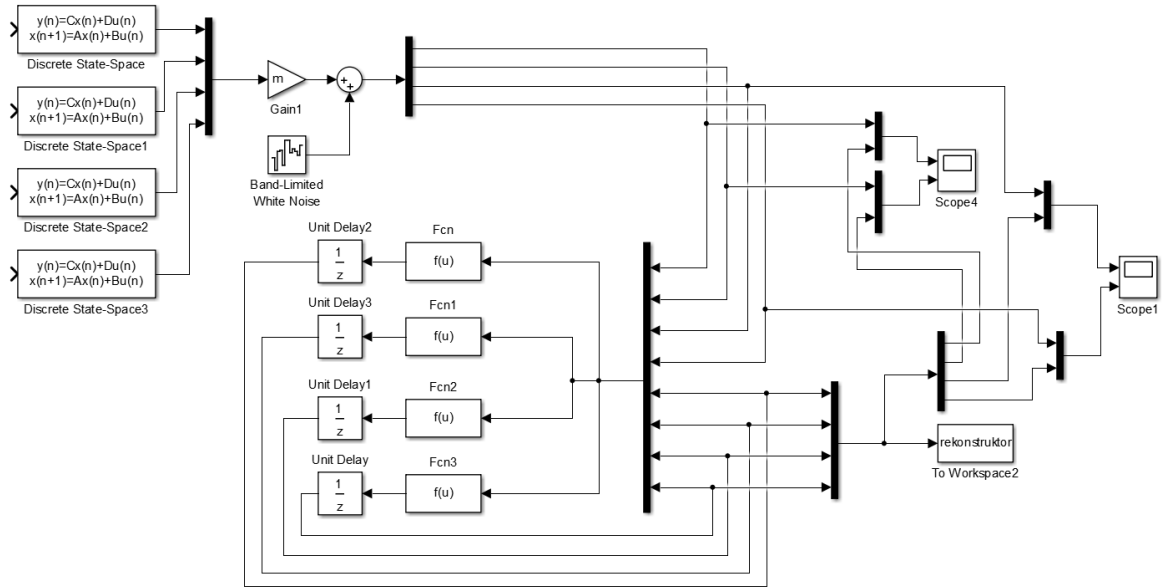 y(n)=Cx(n)+Du(n)
x(n+1)=Ax(n)+Bu(n)
Discrete State-Space
y(n)=Cx(n)+Du(n)
x(n+1)=Ax(n)+Bu(n)
Discrete State-Space1
y(n)=Cx(n)+Du(n)
x(n+1)=Ax(n)+Bu(n)
Discrete State-Space2
y(n)=Cx(n)+Du(n)
x(n+1)=Ax(n)+Bu(n)
Discrete State-Space3
m
Gain1
+
+
Band-Limited
White Noise
Scope4
Scope1
Unit Delay2
1
z
Fcn
f(u)
Unit Delay3
1
z
Fcn1
f(u)
Unit Delay1
1
z
Fcn2
f(u)
Unit Delay
1
z
Fcn3
f(u)
rekonstruktor
To Workspace2